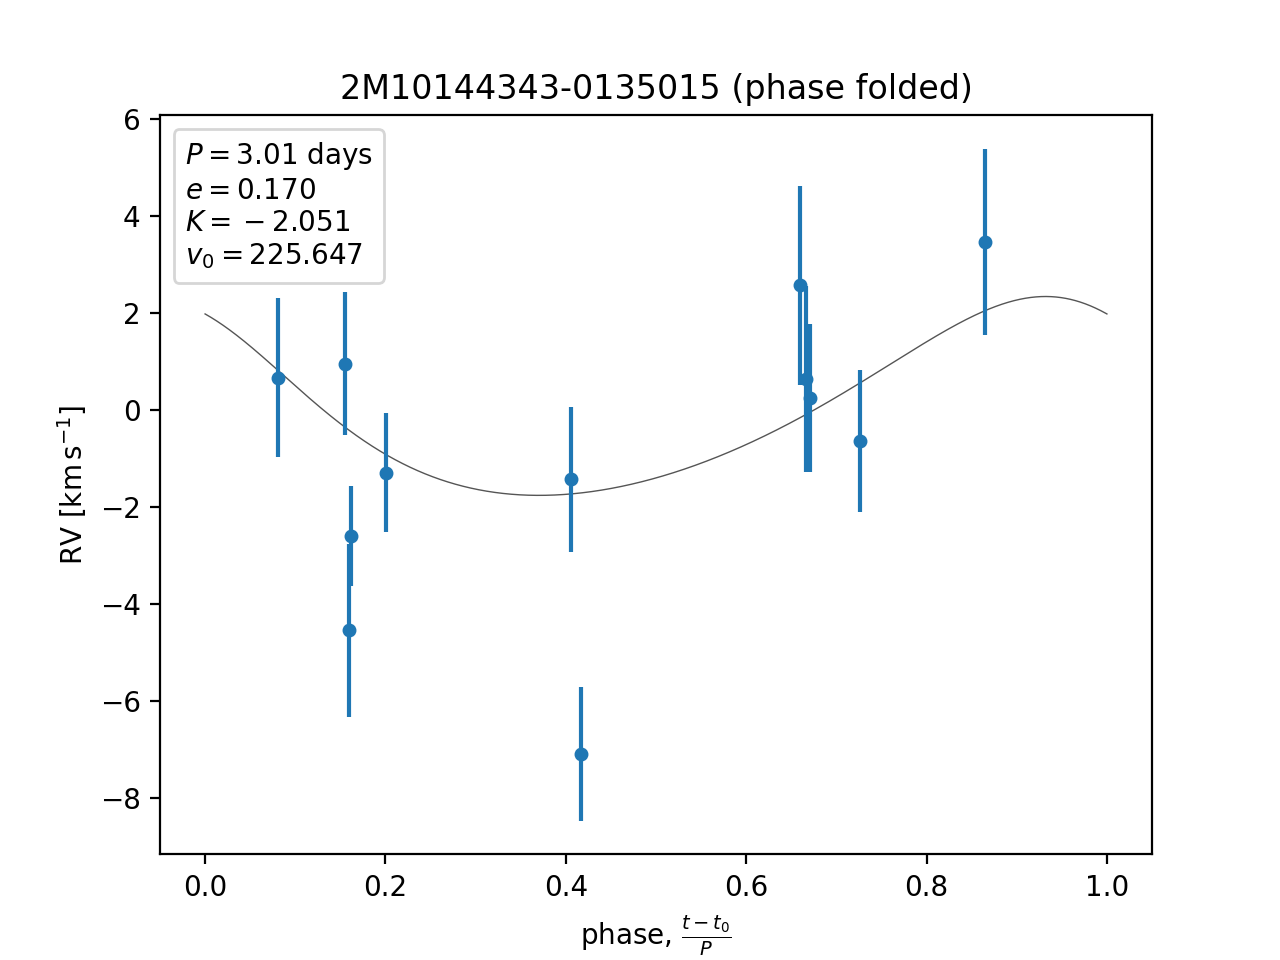 2M10144343-0135015 (phase folded)
P = 3.01 days
e = 0.170
K = −2.051
v₀ = 225.647
RV [km s⁻¹]
6
4
2
0
−2
−4
−6
−8
0.0 0.2 0.4 0.6 0.8 1.0
phase, (t − t₀)/P